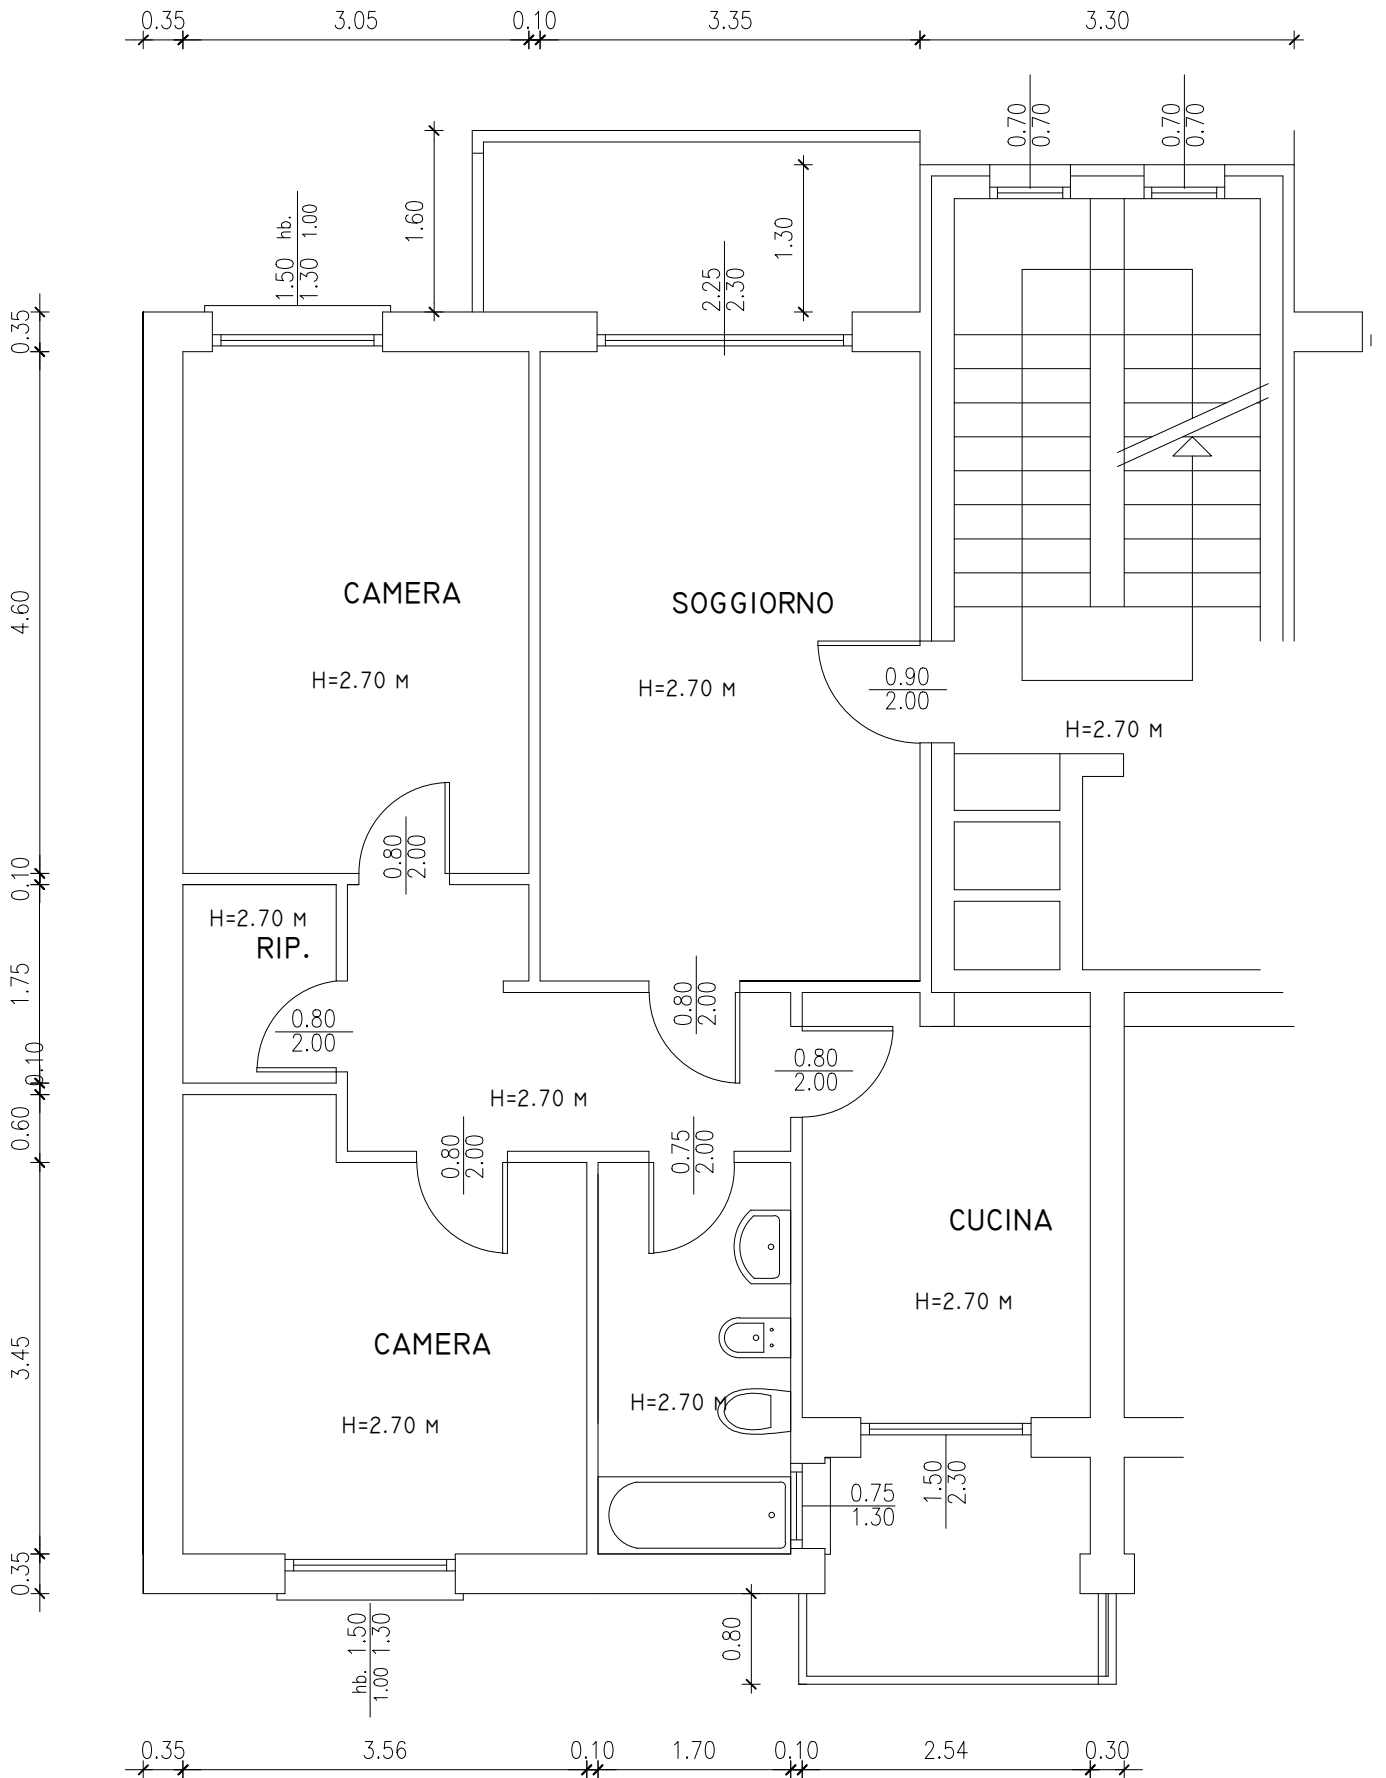 0.35 3.05 0.10 3.35 3.30
0.70
0.70
0.70
0.70
1.60
1.30
1.50 hb.
1.30 1.00
2.25
2.30
0.35
4.60
0.10
1.75
0.10
0.60
3.45
0.35
CAMERA
H=2.70 M
SOGGIORNO
H=2.70 M
0.90
2.00
H=2.70 M
0.80
2.00
H=2.70 M
RIP.
0.80
2.00
0.80
2.00
0.80
2.00
H=2.70 M
0.80
2.00
0.75
2.00
CUCINA
H=2.70 M
CAMERA
H=2.70 M
H=2.70 M
0.75
1.30
1.50
2.30
hb. 1.50
1.00 1.30
0.80
0.35 3.56 0.10 1.70 0.10 2.54 0.30